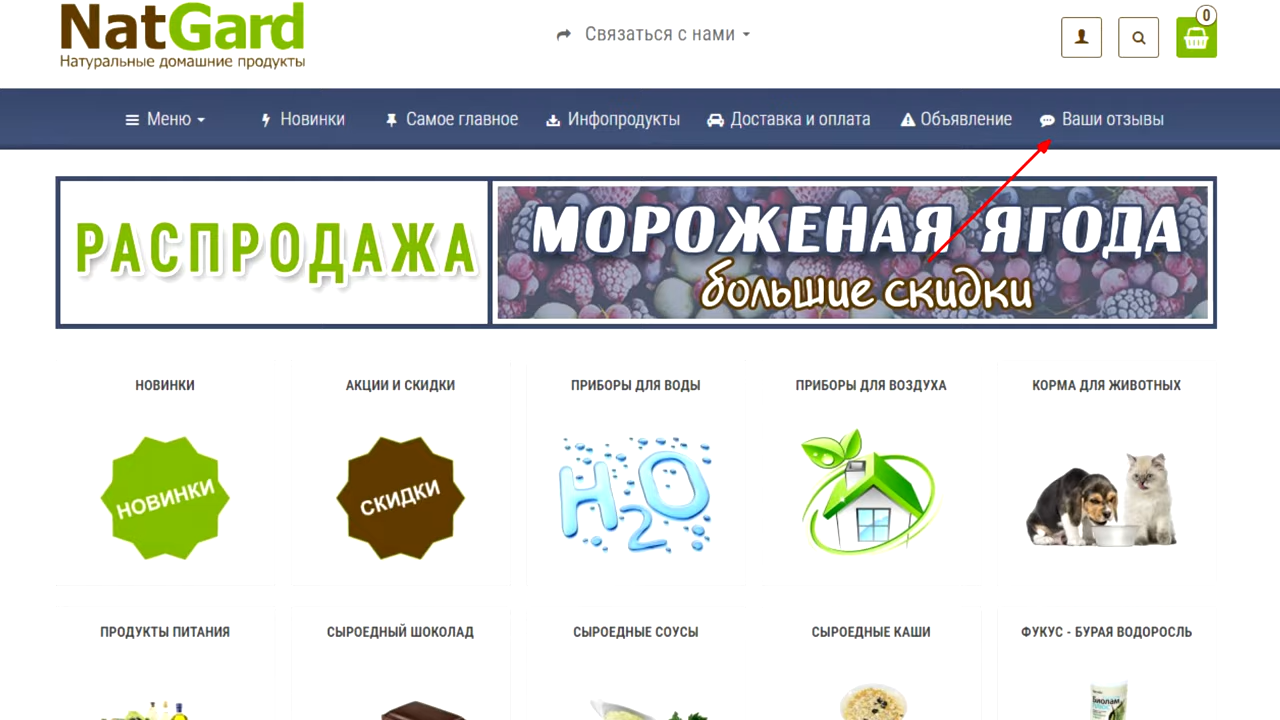 NatGard
Натуральные домашние продукты
Связаться с нами
0
Меню
Новинки
Самое главное
Инфопродукты
Доставка и оплата
Объявление
Ваши отзывы
РАСПРОДАЖА
МОРОЖЕНАЯ ЯГОДА
большие скидки
НОВИНКИ
АКЦИИ И СКИДКИ
ПРИБОРЫ ДЛЯ ВОДЫ
ПРИБОРЫ ДЛЯ ВОЗДУХА
КОРМА ДЛЯ ЖИВОТНЫХ
НОВИНКИ
СКИДКИ
H2O
ПРОДУКТЫ ПИТАНИЯ
СЫРОЕДНЫЙ ШОКОЛАД
СЫРОЕДНЫЕ СОУСЫ
СЫРОЕДНЫЕ КАШИ
ФУКУС - БУРАЯ ВОДОРОСЛЬ
Биолам